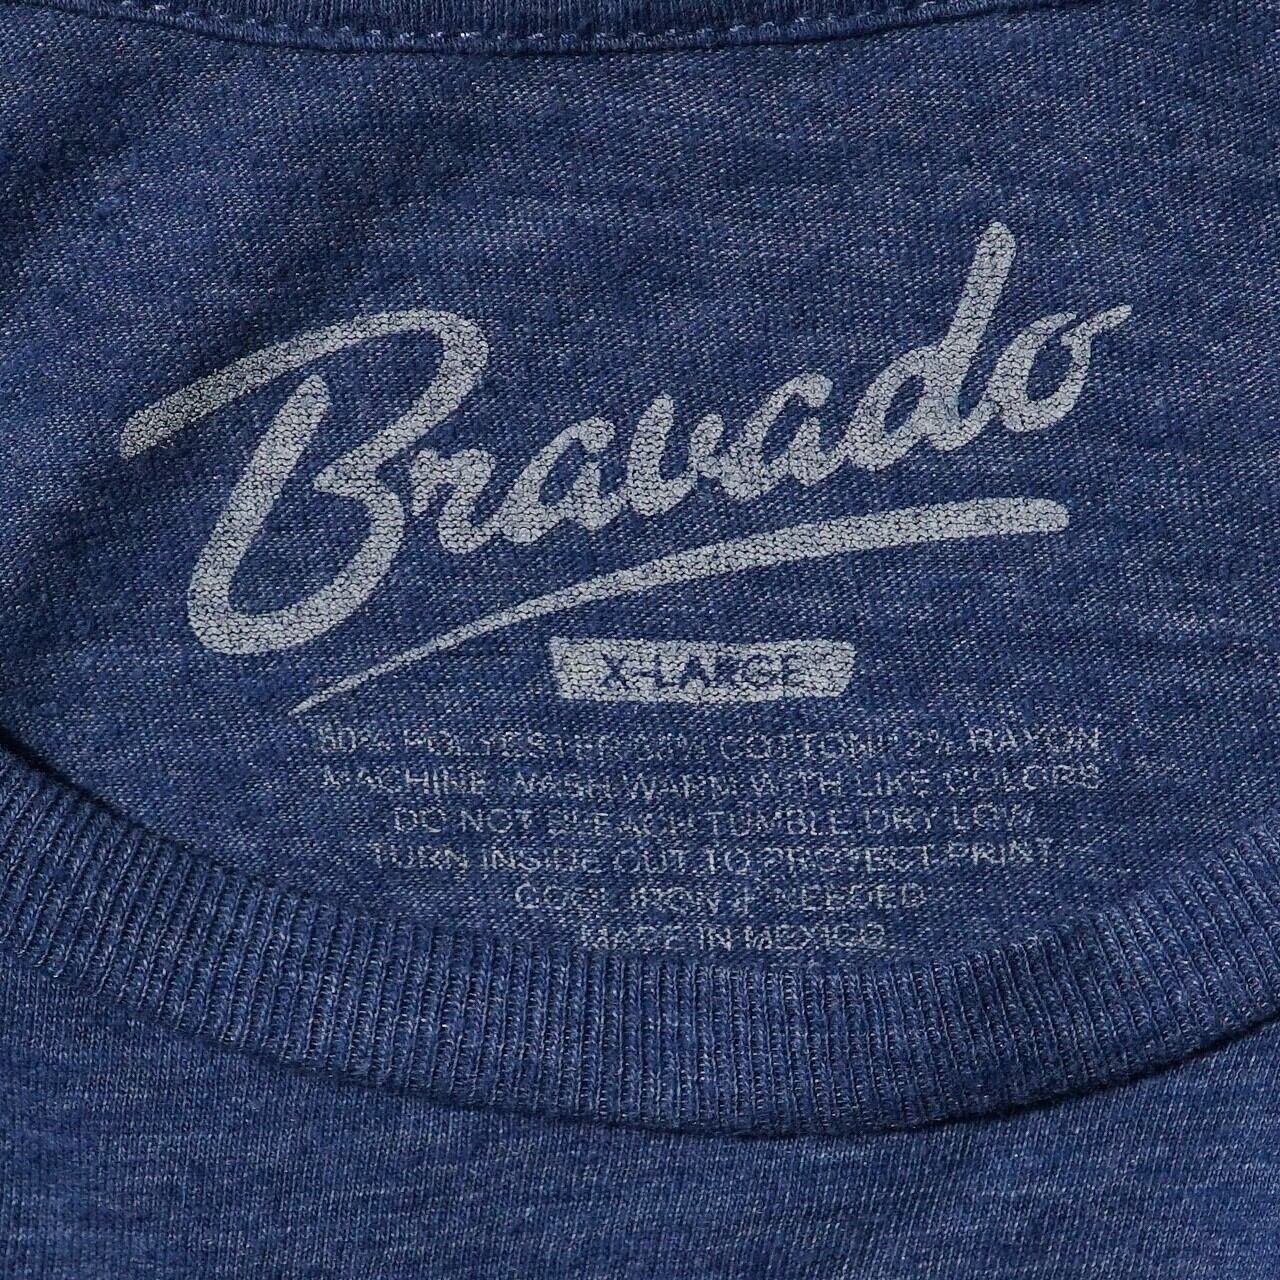 Bravado
X-LARGE
POLYESTER COTTON RAYON
MACHINE WASH WARM WITH LIKE COLORS
DO NOT BLEACH TUMBLE DRY LOW
TURN INSIDE OUT TO PROTECT PRINT
COOL IRON IF NEEDED
MADE IN MEXICO